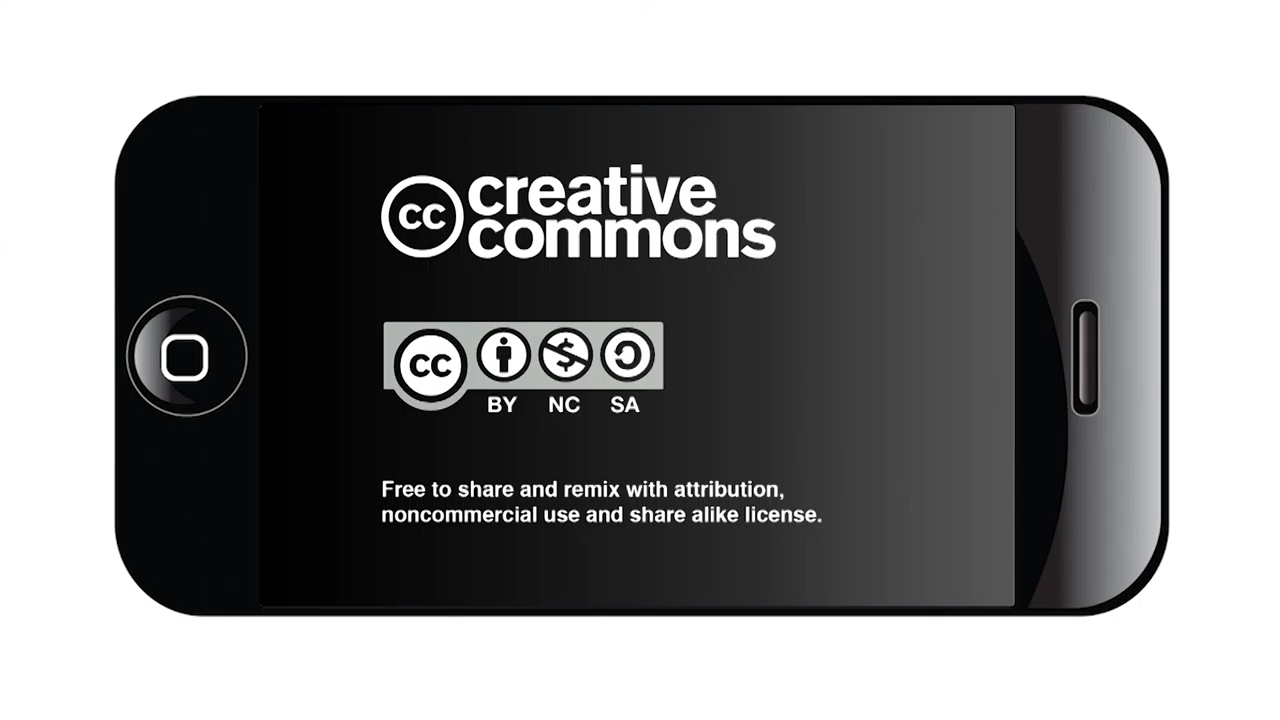 cc creative
commons
cc
BY NC SA
Free to share and remix with attribution,
noncommercial use and share alike license.